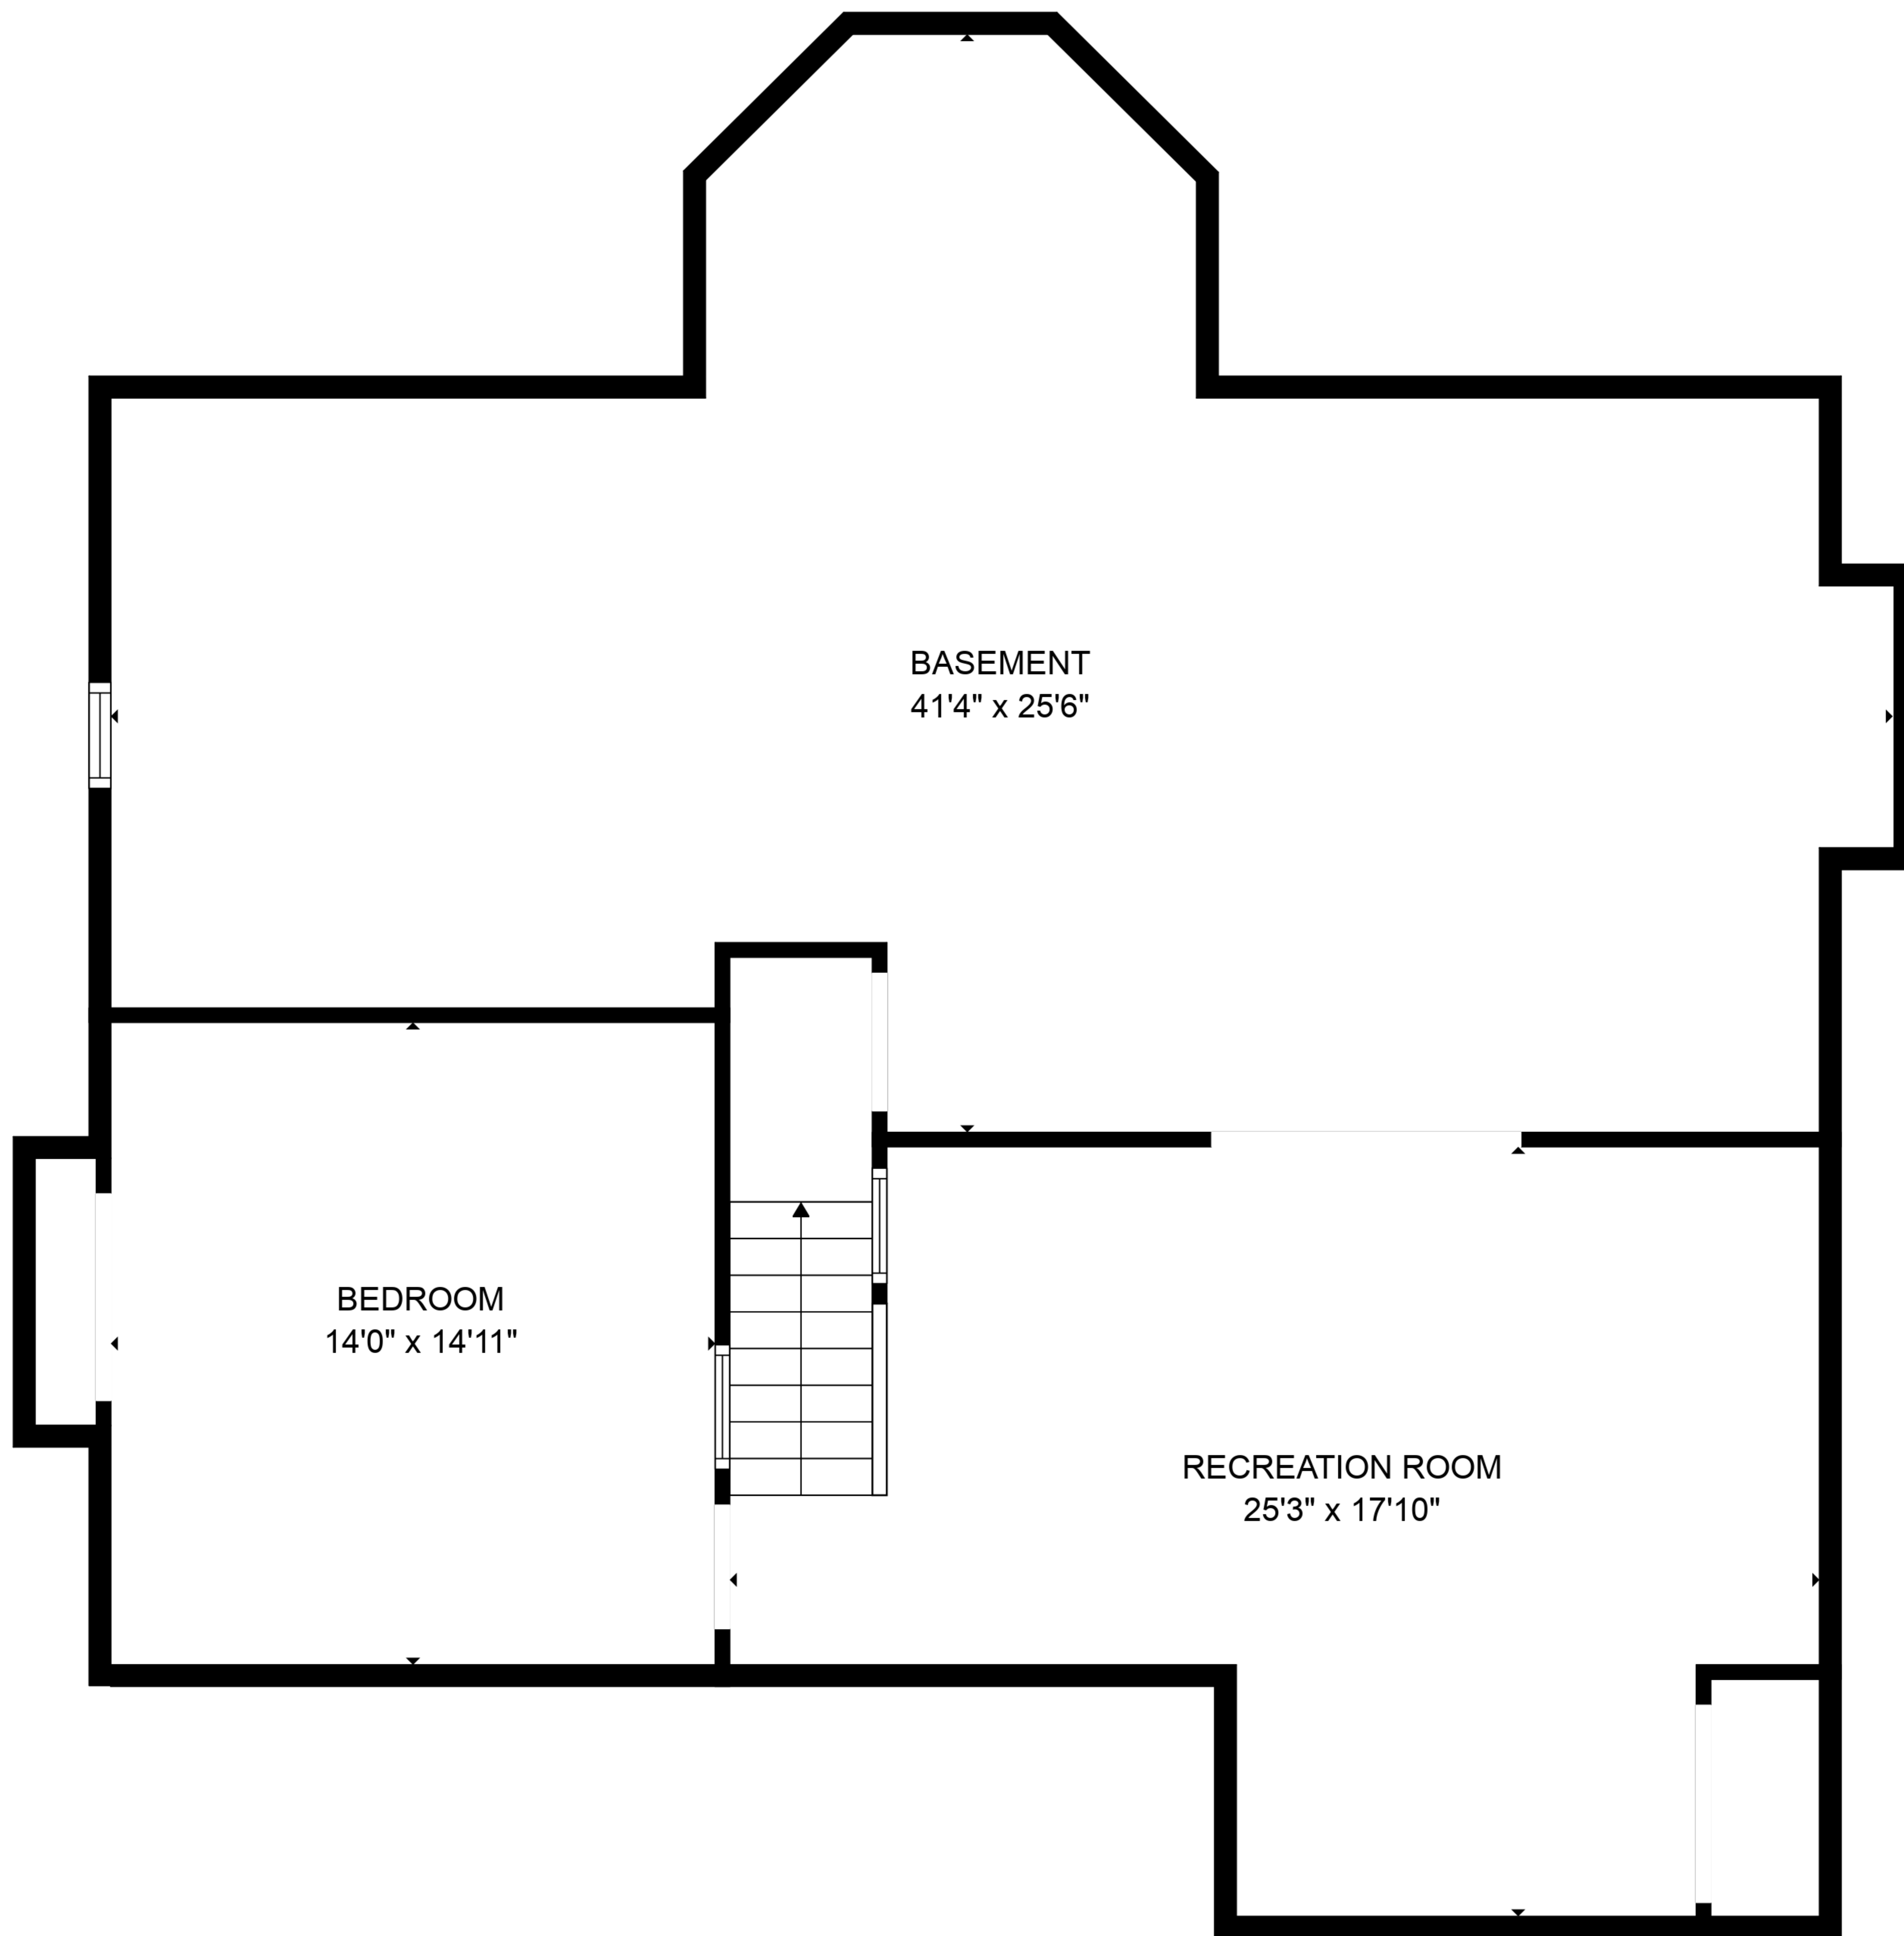 BASEMENT
41'4" x 25'6"
BEDROOM
14'0" x 14'11"
RECREATION ROOM
25'3" x 17'10"